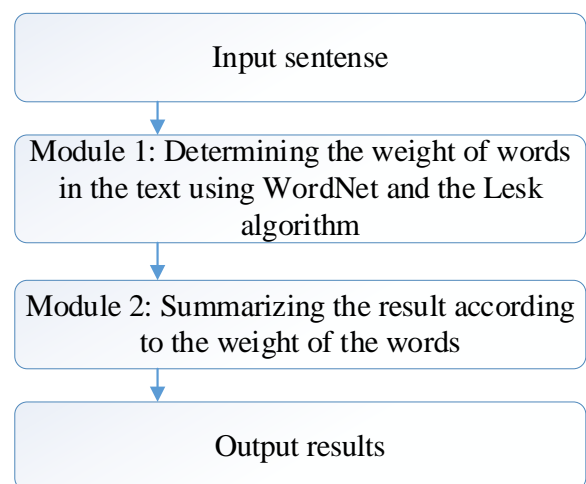 Input sentense
Module 1: Determining the weight of words
in the text using WordNet and the Lesk
algorithm
Module 2: Summarizing the result according
to the weight of the words
Output results